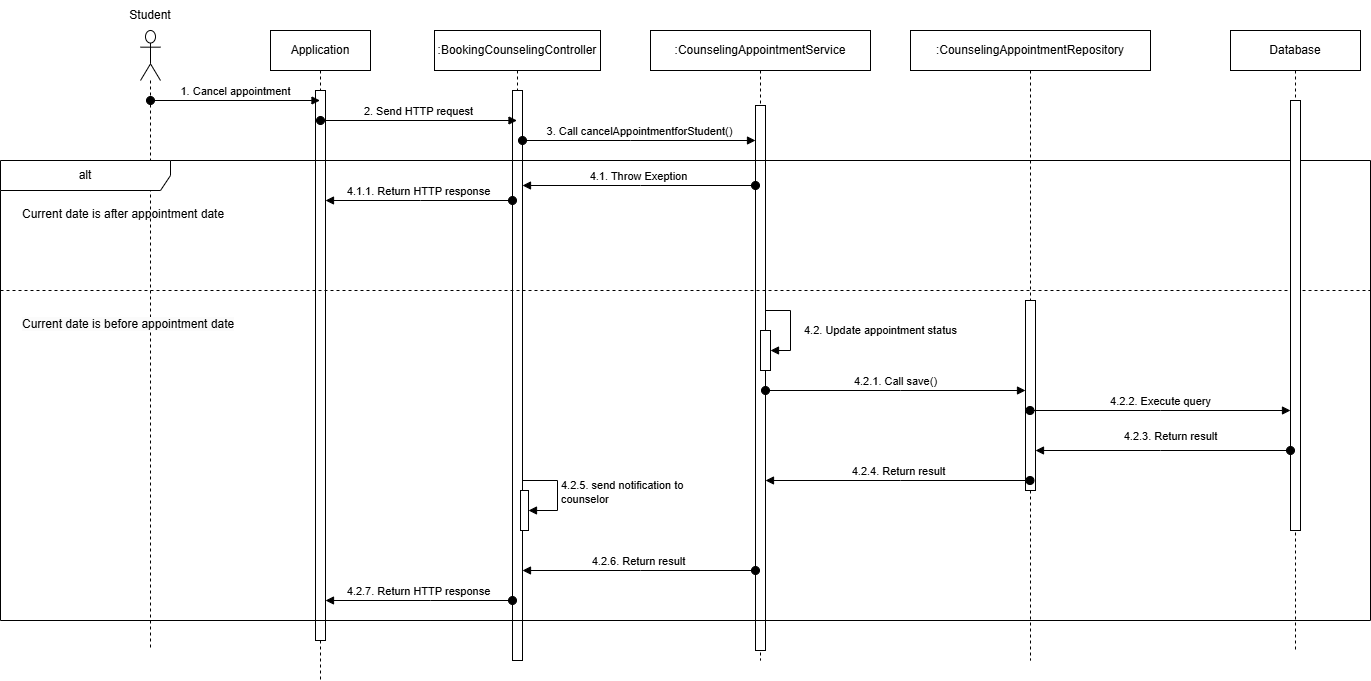 Student
Application
:BookingCounselingController
:CounselingAppointmentService
:CounselingAppointmentRepository
Database
1. Cancel appointment
2. Send HTTP request
3. Call cancelAppointmentforStudent()
alt
4.1. Throw Exeption
4.1.1. Return HTTP response
Current date is after appointment date
Current date is before appointment date
4.2. Update appointment status
4.2.1. Call save()
4.2.2. Execute query
4.2.3. Return result
4.2.4. Return result
4.2.5. send notification to
counselor
4.2.6. Return result
4.2.7. Return HTTP response